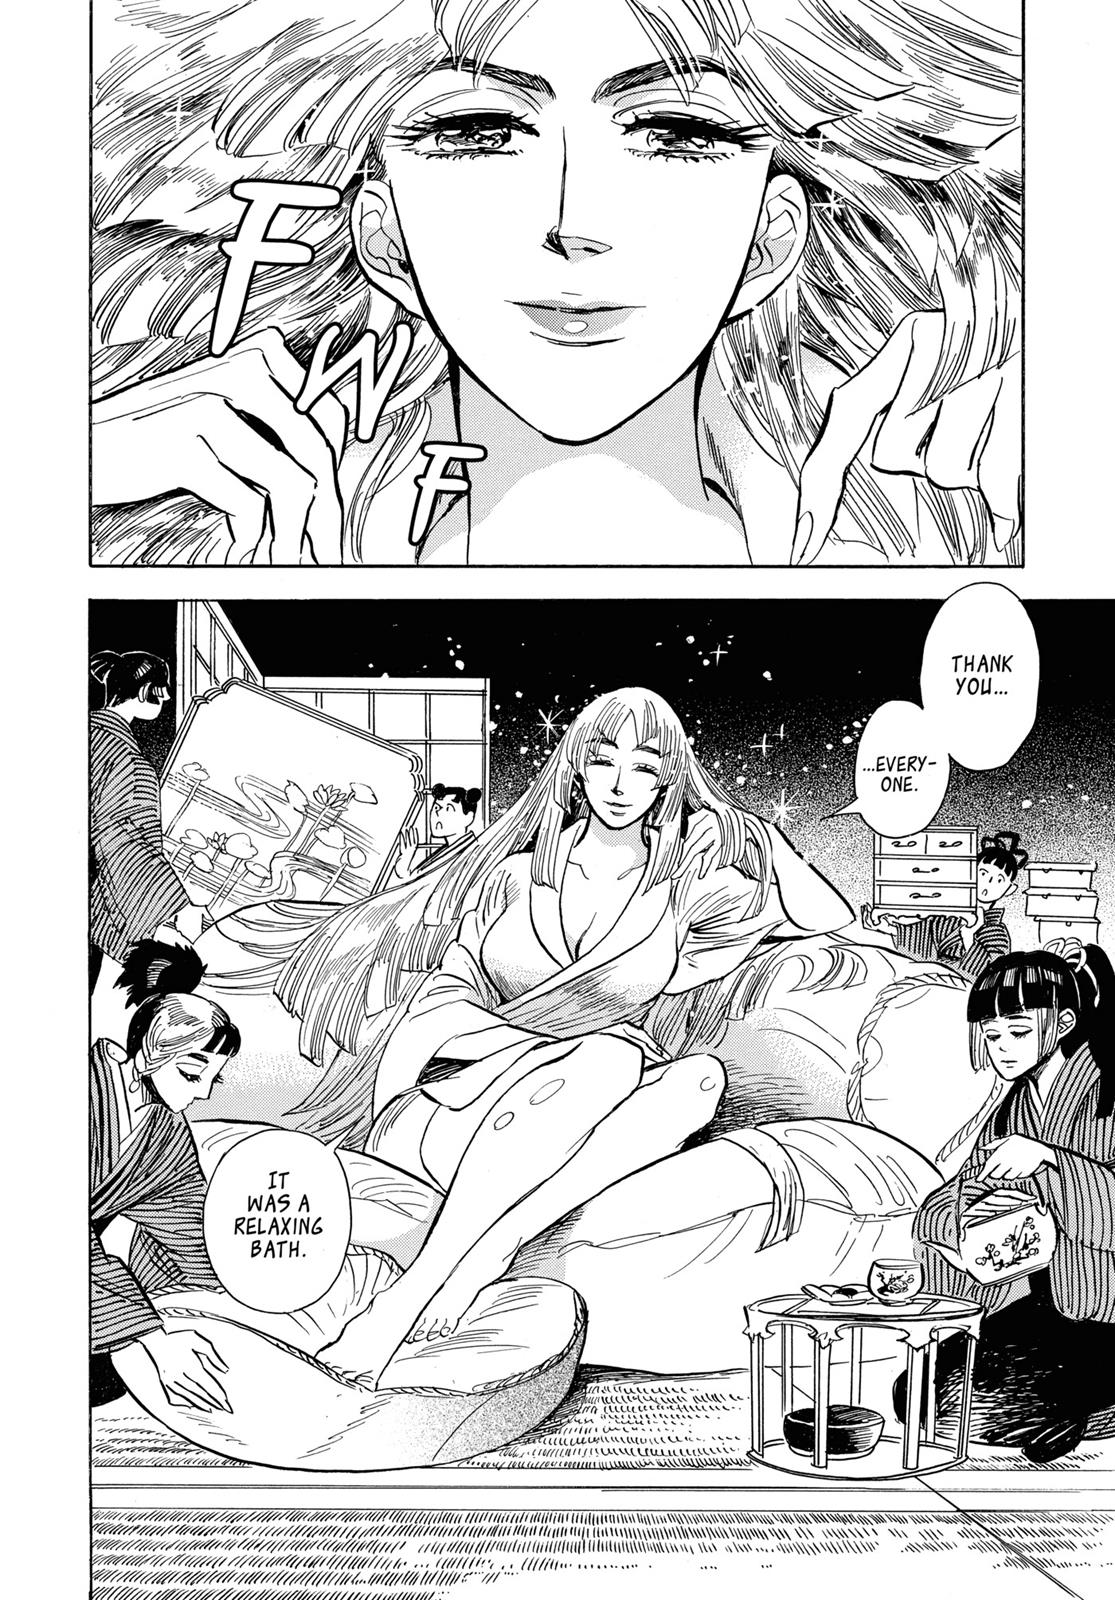 FWF
THANK
YOU...
...EVERY-
ONE.
IT
WAS A
RELAXING
BATH.